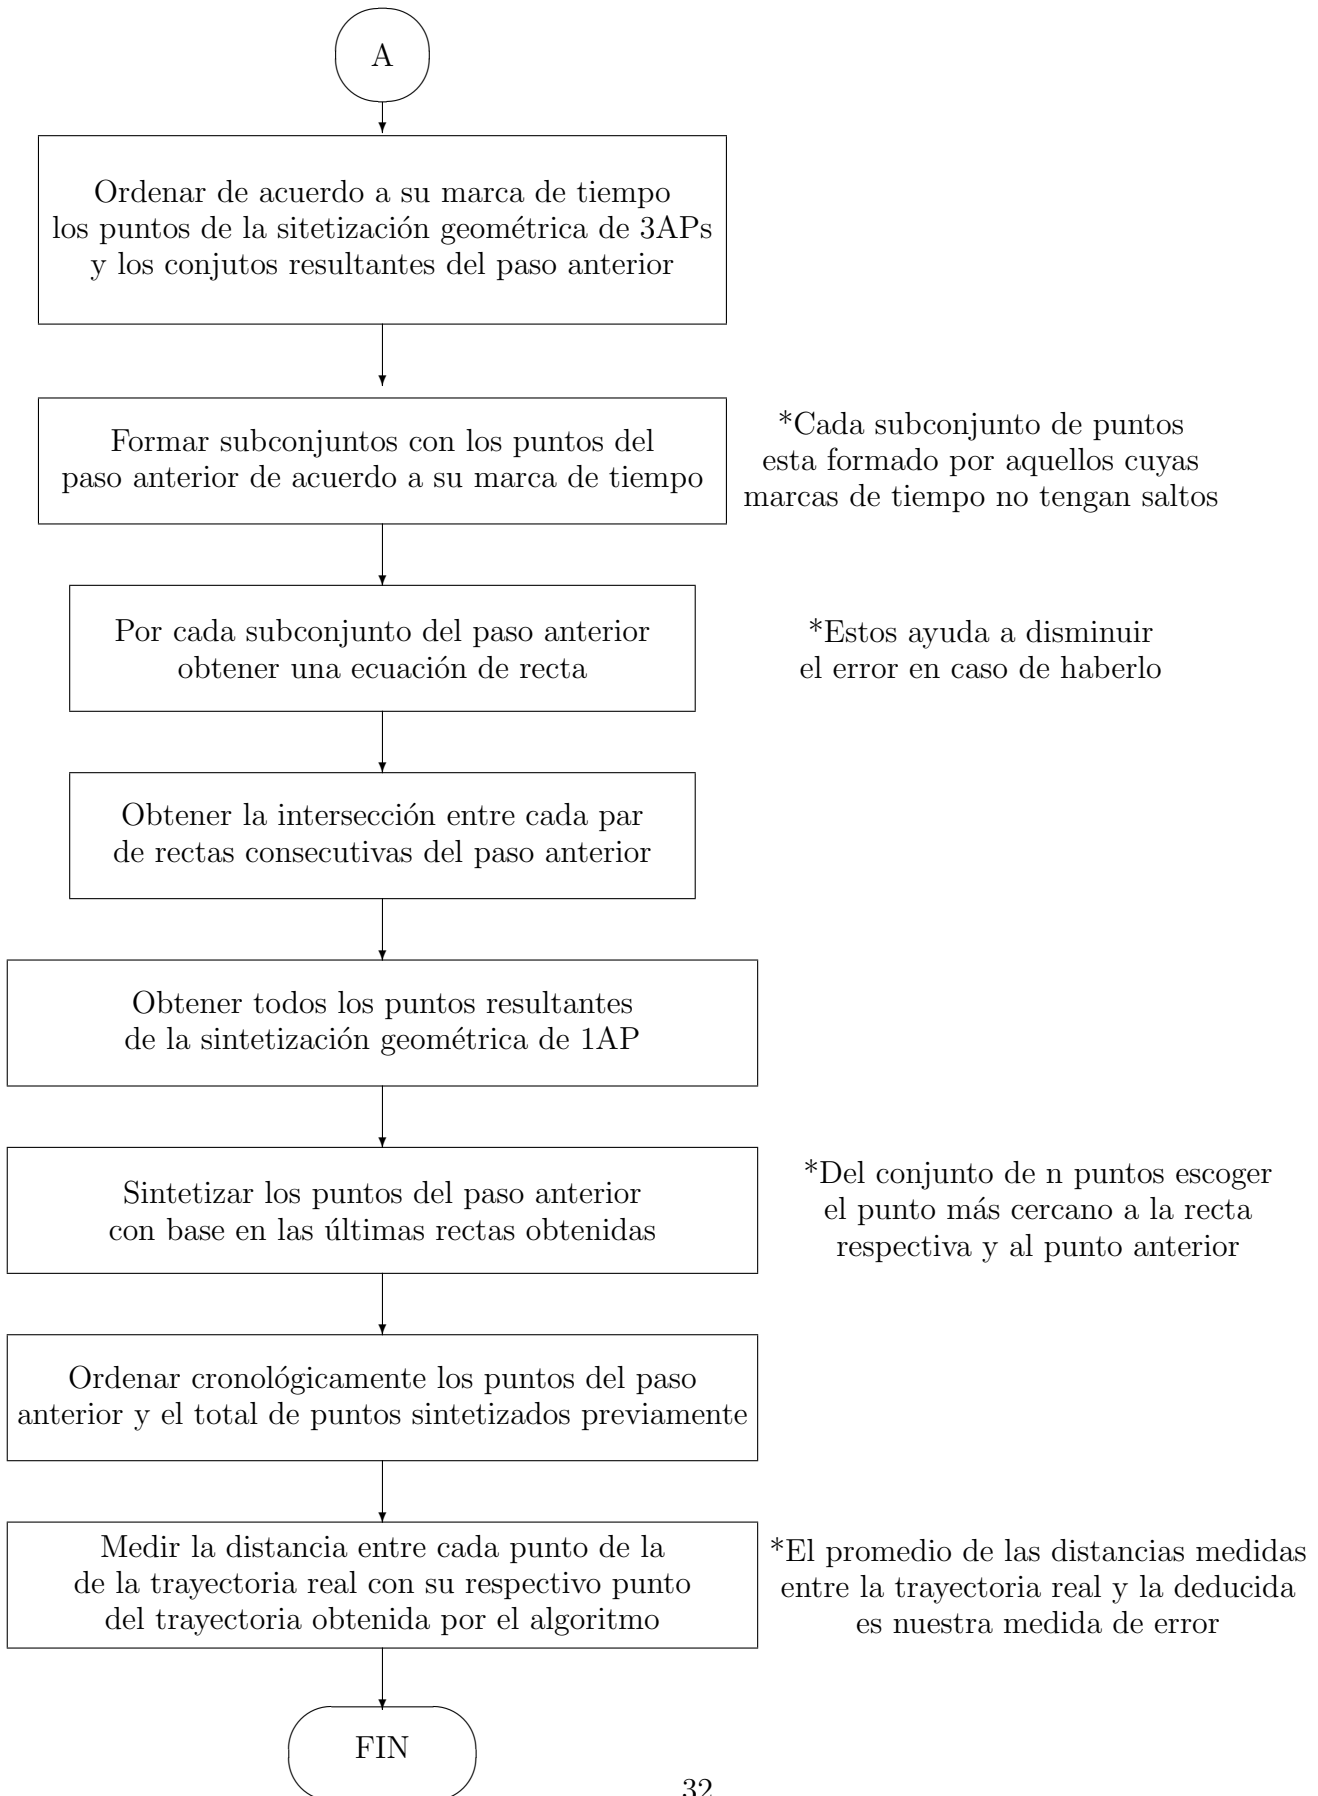 A
Ordenar de acuerdo a su marca de tiempo
los puntos de la sitetización geométrica de 3APs
y los conjutos resultantes del paso anterior
Formar subconjuntos con los puntos del
paso anterior de acuerdo a su marca de tiempo
*Cada subconjunto de puntos
esta formado por aquellos cuyas
marcas de tiempo no tengan saltos
Por cada subconjunto del paso anterior
obtener una ecuación de recta
*Estos ayuda a disminuir
el error en caso de haberlo
Obtener la intersección entre cada par
de rectas consecutivas del paso anterior
Obtener todos los puntos resultantes
de la sintetización geométrica de 1AP
Sintetizar los puntos del paso anterior
con base en las últimas rectas obtenidas
*Del conjunto de n puntos escoger
el punto más cercano a la recta
respectiva y al punto anterior
Ordenar cronológicamente los puntos del paso
anterior y el total de puntos sintetizados previamente
Medir la distancia entre cada punto de la
de la trayectoria real con su respectivo punto
del trayectoria obtenida por el algoritmo
*El promedio de las distancias medidas
entre la trayectoria real y la deducida
es nuestra medida de error
FIN
32